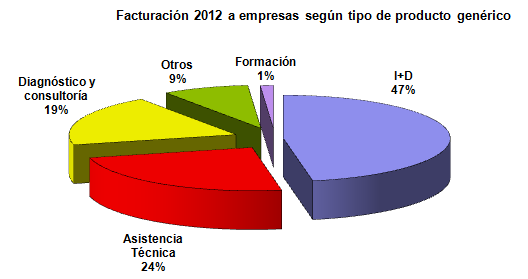 Facturación 2012 a empresas según tipo de producto genérico
Formación
1%
Otros
9%
I+D
47%
Diagnóstico y
consultoría
19%
Asistencia
Técnica
24%